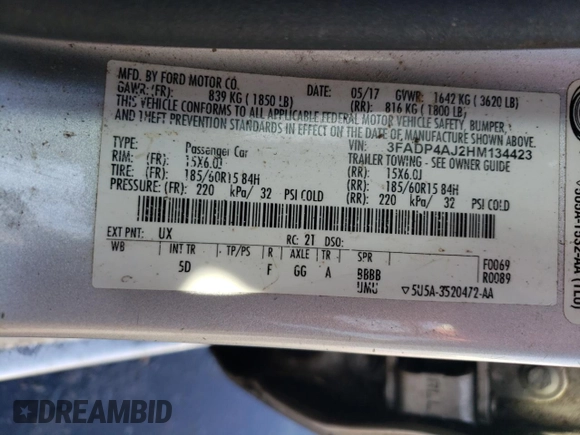 MFD. BY FORD MOTOR CO.
DATE: 05/17 GVWR: 1642 KG ( 3620 LB)
GAWR:(FR): 839 KG ( 1850 LB) (RR): 816 KG ( 1800 LB)
THIS VEHICLE CONFORMS TO ALL APPLICABLE FEDERAL MOTOR VEHICLE SAFETY, BUMPER,
AND THEFT PREVENTION STANDARDS IN EFFECT ON THE DATE OF MANUFACTURE SHOWN ABOVE.
VIN: 3FADP4AJ2HM134423
TYPE: Passenger Car TRAILER TOWING-SEE OWNER GUIDE
RIM: (FR): 15X6.0J (RR): 15X6.0J
TIRE: (FR): 185/60R15 84H (RR): 185/60R15 84H
PRESSURE: (FR): 220 kPa/ 32 PSI COLD (RR): 220 kPa/ 32 PSI COLD
EXT PNT: UX RC: 21 DSO:
WB INT TR TP/PS R AXLE TR SPR
5D F GG A BBBB
UMU
F0069
R0089
▽5U5A-3520472-AA
DREAMBID